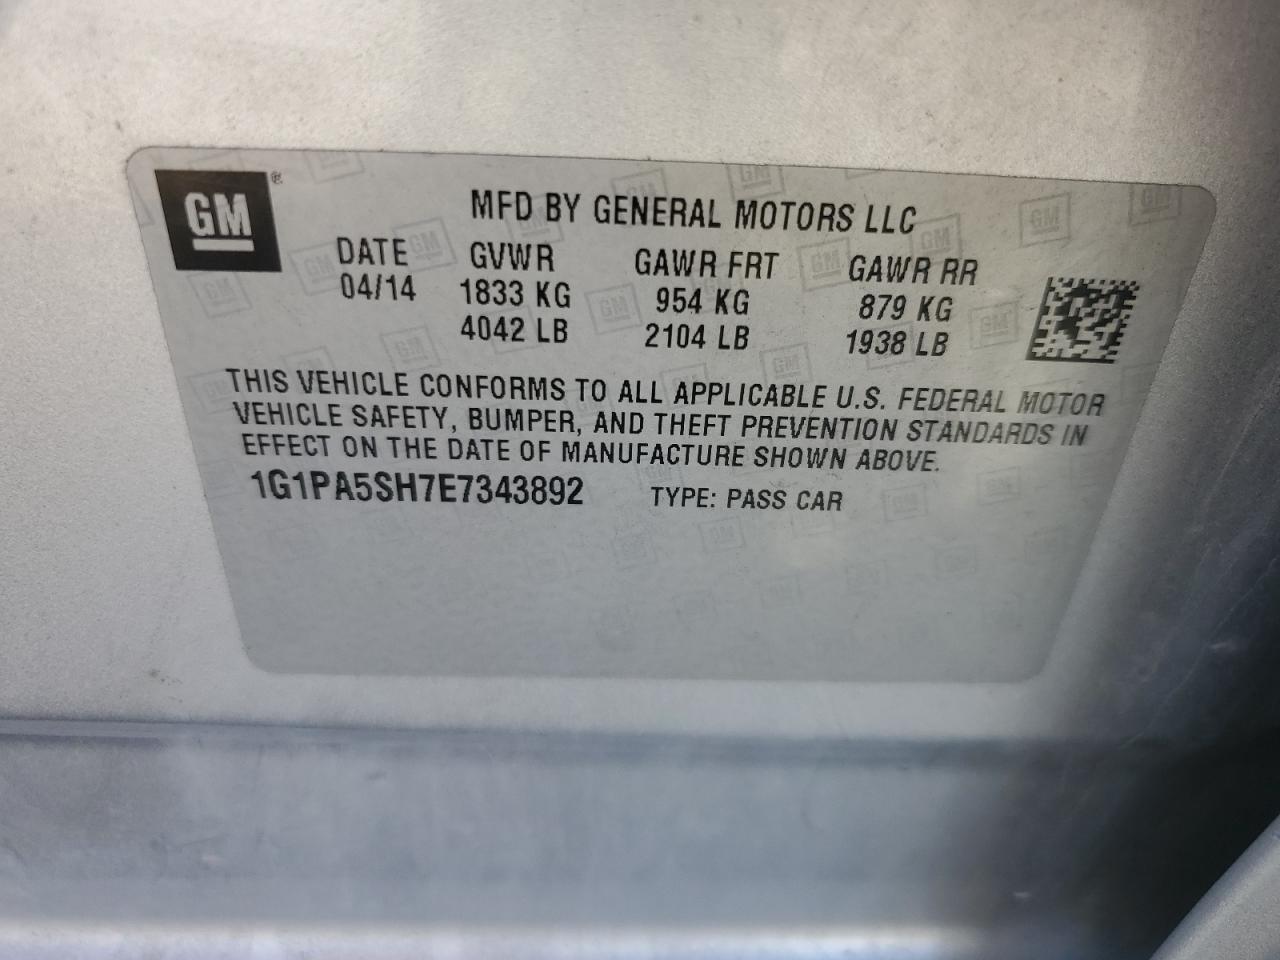 GM®
MFD BY GENERAL MOTORS LLC
DATE GVWR GAWR FRT GAWR RR
04/14 1833 KG 954 KG 879 KG
4042 LB 2104 LB 1938 LB
THIS VEHICLE CONFORMS TO ALL APPLICABLE U.S. FEDERAL MOTOR
VEHICLE SAFETY, BUMPER, AND THEFT PREVENTION STANDARDS IN
EFFECT ON THE DATE OF MANUFACTURE SHOWN ABOVE.
1G1PA5SH7E7343892 TYPE: PASS CAR